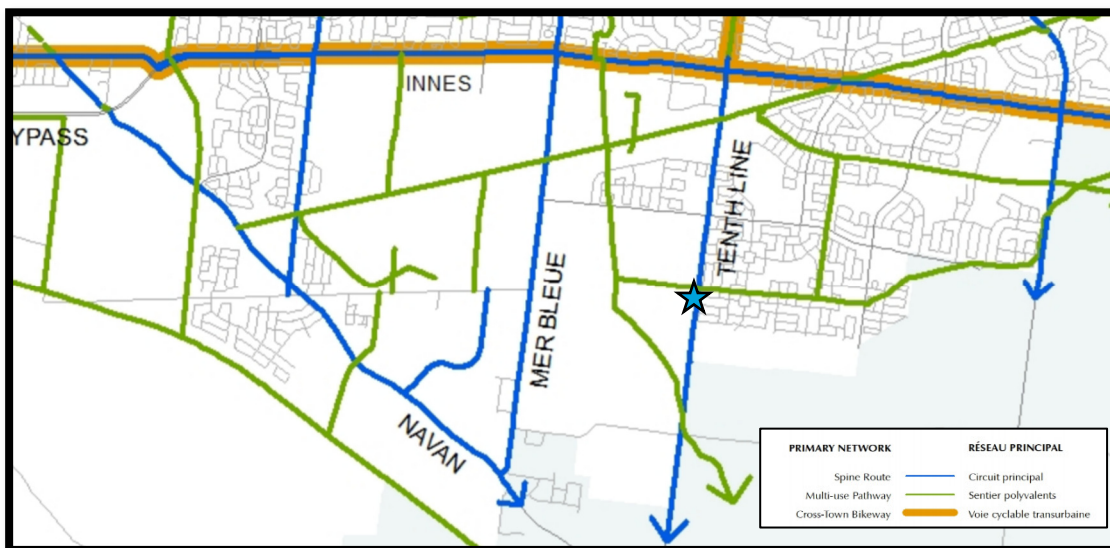 INNES
YPASS
TENTH LINE
MER BLEUE
NAVAN
PRIMARY NETWORK RÉSEAU PRINCIPAL
Spine Route Circuit principal
Multi-use Pathway Sentier polyvalents
Cross-Town Bikeway Voie cyclable transurbaine